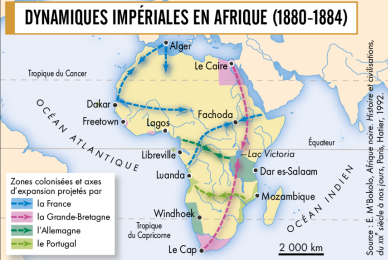 DYNAMIQUES IMPÉRIALES EN AFRIQUE (1880-1884)
Alger
Le Caire
Tropique du Cancer
Dakar
Freetown
Lagos
Fachoda
OCÉAN ATLANTIQUE
Libreville
Équateur
Lac Victoria
Luanda
Dar es-Salaam
Mozambique
Windhoek
Tropique du Capricorne
OCÉAN INDIEN
Le Cap
2 000 km
Zones colonisées et axes
d'expansion projetés par
la France
la Grande-Bretagne
l'Allemagne
le Portugal
Source : E. M'Bokolo, Afrique noire. Histoire et civilisations,
siècle à nos jours, Paris, Hatier, 1992.